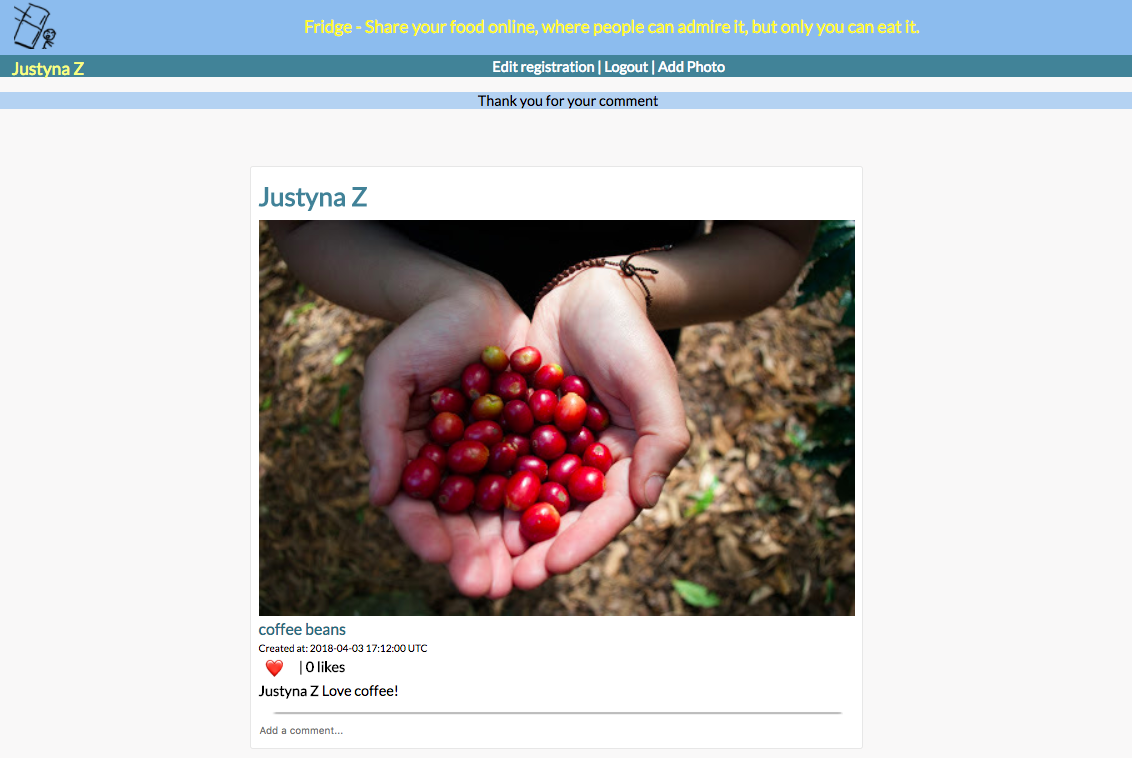 Fridge - Share your food online, where people can admire it, but only you can eat it.
Justyna Z
Edit registration | Logout | Add Photo
Thank you for your comment
Justyna Z
coffee beans
Created at: 2018-04-03 17:12:00 UTC
❤️ | 0 likes
Justyna Z Love coffee!
Add a comment...